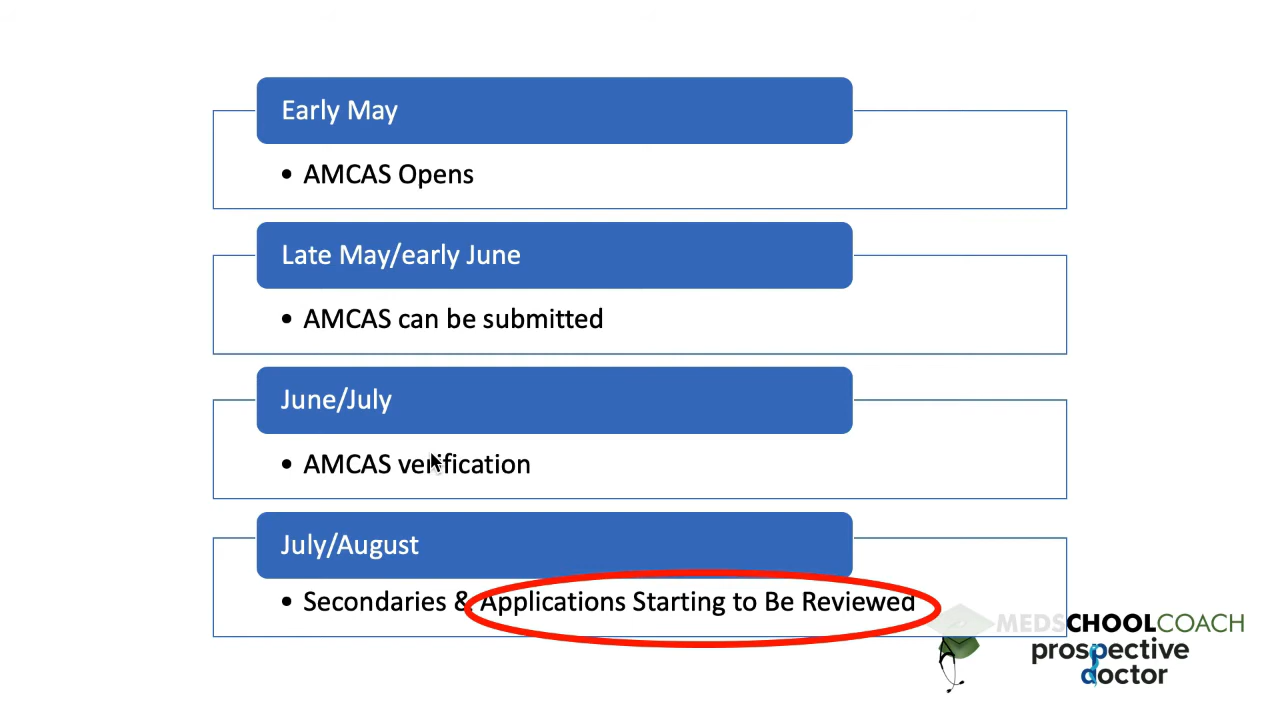 Early May
• AMCAS Opens
Late May/early June
• AMCAS can be submitted
June/July
• AMCAS verification
July/August
• Secondaries & Applications Starting to Be Reviewed
MEDSCHOOLCOACH
prospective
doctor